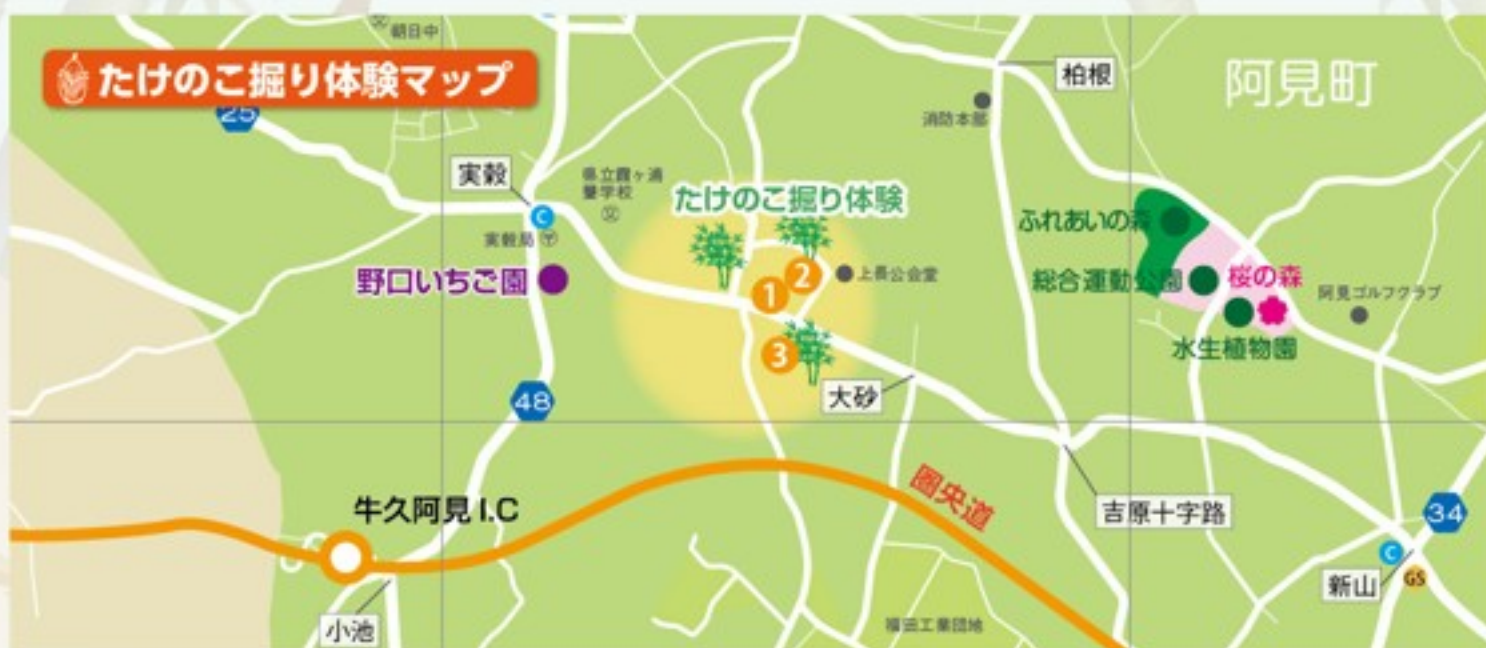 朝日中
たけのこ掘り体験マップ
25
柏根
阿見町
消防本部
実穀
県立霞ヶ浦
聾学校
たけのこ掘り体験
C
実穀局
ふれあいの森
野口いちご園
2
上長公会堂
総合運動公園
桜の森
1
阿見ゴルフクラブ
3
水生植物園
大砂
48
圏央道
牛久阿見I.C
吉原十字路
34
C
新山
GS
小池
福田工業団地